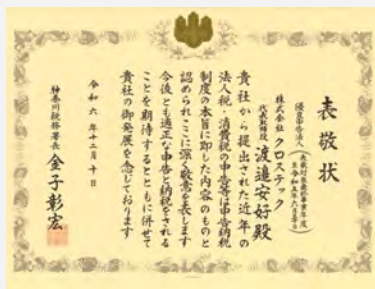 表敬状
優良申告法人
株式会社クロステック
代表取締役 渡邉安好殿
貴社から提出された近年の
法人税、消費税の申告等は申告納税
制度の本旨に即した内容のものと
認められここに深く敬意を表します
今後とも適正な申告と納税をされる
ことを期待するとともに併せて
貴社の御発展を念じております
令和六年十二月十日
神奈川税務署長 金子彰宏